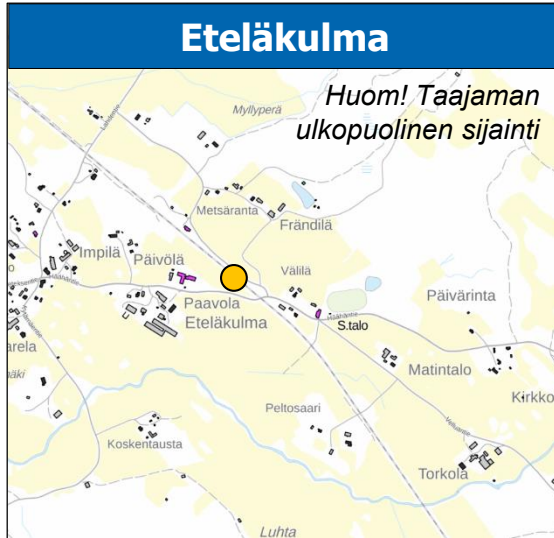 Eteläkulma
Huom! Taajaman
ulkopuolinen sijainti
Myllyperä
Metsäranta
Frändilä
Impilä
Päivölä
Välilä
Päivärinta
Paavola
Eteläkulma
S.talo
arela
Matintalo
Kirkko
Peltosaari
Koskentausta
Torkola
Luhta